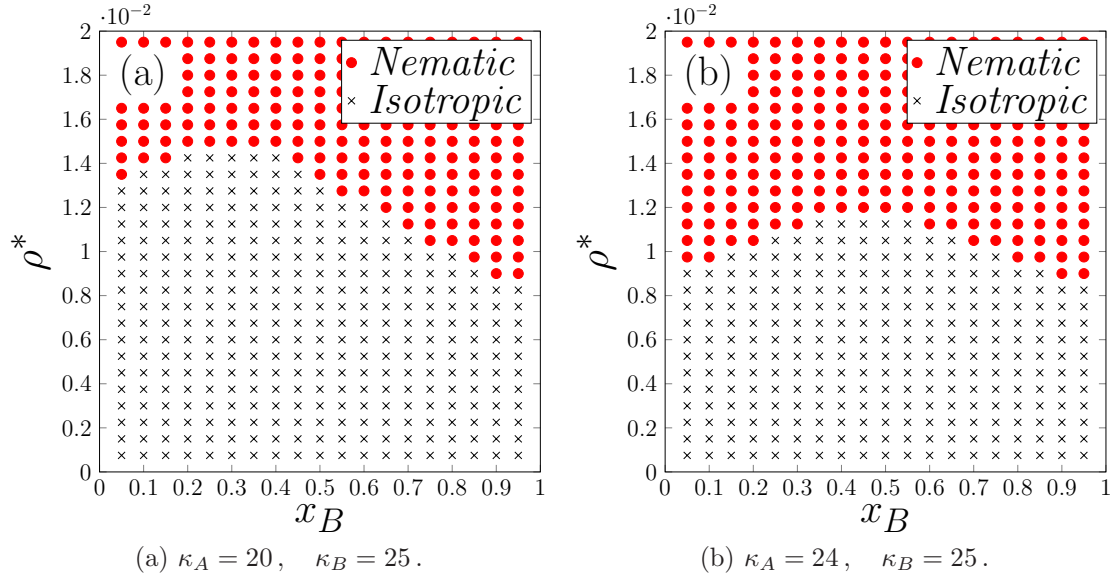 ·10⁻²
2
1.8
1.6
1.4
1.2
1
0.8
0.6
0.4
0.2
0
0 0.1 0.2 0.3 0.4 0.5 0.6 0.7 0.8 0.9 1
ρ*
x_B
(a)
Nematic
Isotropic
(a) κ_A = 20 , κ_B = 25 .
·10⁻²
2
1.8
1.6
1.4
1.2
1
0.8
0.6
0.4
0.2
0
0 0.1 0.2 0.3 0.4 0.5 0.6 0.7 0.8 0.9 1
ρ*
x_B
(b)
Nematic
Isotropic
(b) κ_A = 24 , κ_B = 25 .